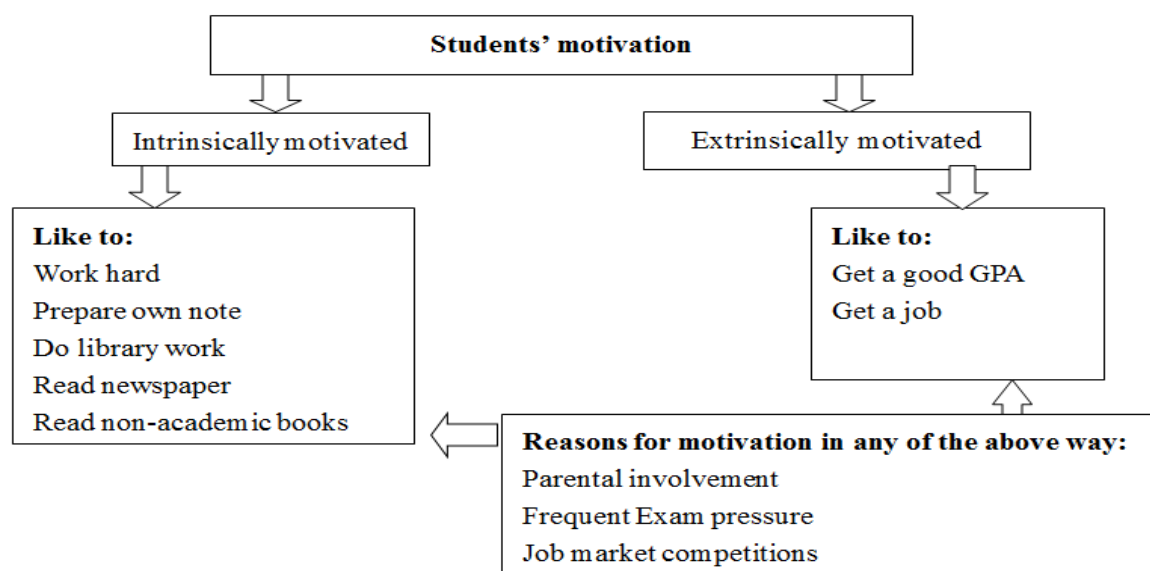 Students’ motivation
Intrinsically motivated
Extrinsically motivated
Like to:
Work hard
Prepare own note
Do library work
Read newspaper
Read non-academic books
Like to:
Get a good GPA
Get a job
Reasons for motivation in any of the above way:
Parental involvement
Frequent Exam pressure
Job market competitions